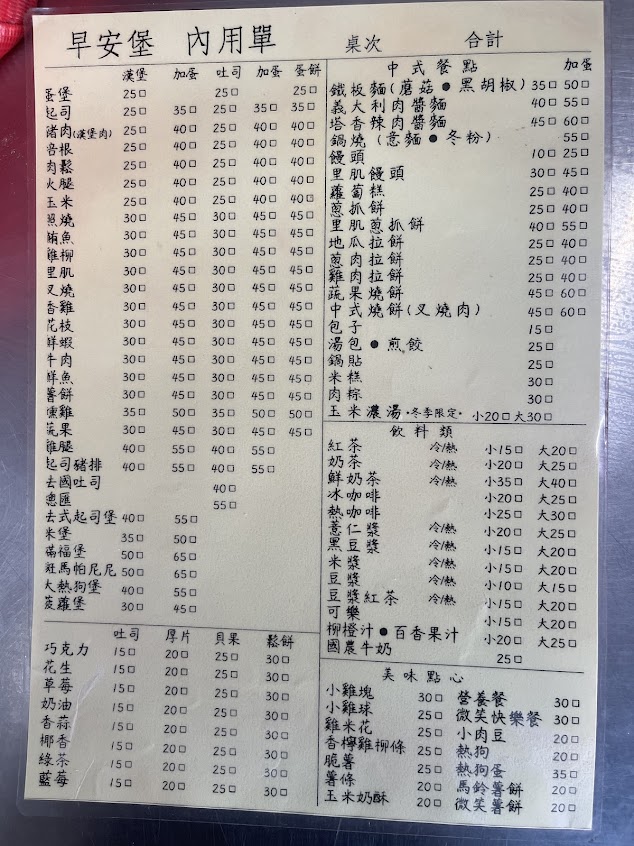 早安堡 內用單 桌次 合計
漢堡 加蛋 吐司 加蛋 蛋餅
蛋堡 25□ 25□ 25□
起司 25□ 35□ 25□ 35□ 35□
豬肉(漢堡肉) 25□ 40□ 25□ 40□ 40□
培根 25□ 40□ 25□ 40□ 40□
肉鬆 25□ 40□ 25□ 40□ 40□
火腿 25□ 40□ 25□ 40□ 40□
玉米 25□ 40□ 25□ 40□ 40□
照燒 30□ 45□ 30□ 45□ 45□
鮪魚 30□ 45□ 30□ 45□ 45□
雞柳 30□ 45□ 30□ 45□ 45□
里肌 30□ 45□ 30□ 45□ 45□
叉燒 30□ 45□ 30□ 45□ 45□
香雞 30□ 45□ 30□ 45□ 45□
花枝 30□ 45□ 30□ 45□ 45□
鮮蝦 30□ 45□ 30□ 45□ 45□
牛肉 30□ 45□ 30□ 45□ 45□
鮮魚 30□ 45□ 30□ 45□ 45□
薯餅 30□ 45□ 30□ 45□ 45□
燻雞 35□ 50□ 35□ 50□ 50□
蔬果 30□ 45□ 30□ 45□ 45□
雞腿 40□ 55□ 40□ 55□
起司豬排 40□ 55□ 40□ 55□
法國吐司 40□
總匯 55□
法式起司堡 40□ 55□
米堡 35□ 50□
滿福堡 50□ 65□
斑馬帕尼尼 50□ 65□
大熱狗堡 40□ 55□
菠蘿堡 30□ 45□
吐司 厚片 貝果 鬆餅
巧克力 15□ 20□ 25□ 30□
花生 15□ 20□ 25□ 30□
草莓 15□ 20□ 25□ 30□
奶油 15□ 20□ 25□ 30□
香蒜 15□ 20□ 25□ 30□
椰香 15□ 20□ 25□ 30□
綠茶 15□ 20□ 25□ 30□
藍莓 15□ 20□ 25□ 30□
中式餐點 加蛋
鐵板麵(蘑菇●黑胡椒) 35□ 50□
義大利肉醬麵 40□ 55□
塔香辣肉醬麵 45□ 60□
鍋燒(意麵●冬粉) 55□
饅頭 10□ 25□
里肌饅頭 30□ 45□
蘿蔔糕 25□ 40□
蔥抓餅 25□ 40□
里肌蔥抓餅 40□ 55□
地瓜拉餅 25□ 40□
蔥肉拉餅 25□ 40□
雞肉拉餅 25□ 40□
蔬果燒餅 45□ 60□
中式燒餅(叉燒肉) 45□ 60□
包子 15□
湯包●煎餃 25□
鍋貼 25□
米糕 30□
肉粽 30□
玉米濃湯•冬季限定• 小20□ 大30□
飲料類
紅茶 冷/熱 小15□ 大20□
奶茶 冷/熱 小20□ 大25□
鮮奶茶 冷/熱 小35□ 大40□
冰咖啡 小20□ 大25□
熱咖啡 小25□ 大30□
薏仁漿 冷/熱 小20□ 大25□
黑豆漿 冷/熱 小15□ 大20□
米漿 冷/熱 小15□ 大20□
豆漿 冷/熱 小10□ 大15□
豆漿紅茶 冷/熱 小15□ 大20□
可樂 小15□ 大20□
柳橙汁●百香果汁 小20□ 大25□
國農牛奶 25□
美味點心
小雞塊 30□ 營養餐 30□
小雞球 25□ 微笑快樂餐 30□
雞米花 25□ 小肉豆 20□
香檸雞柳條 25□ 熱狗 20□
脆薯 25□ 熱狗蛋 35□
薯條 20□ 馬鈴薯餅 20□
玉米奶酥 20□ 微笑薯餅 20□